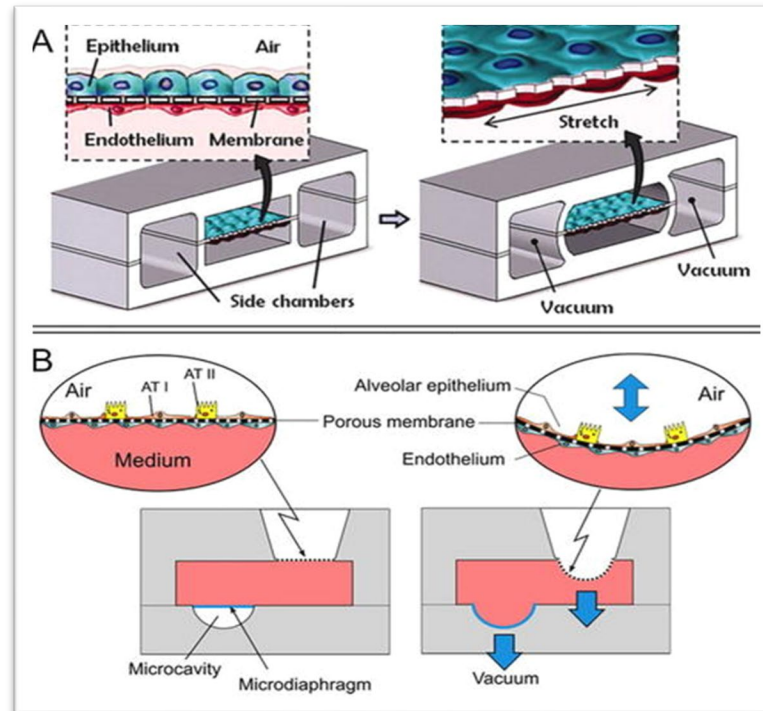 A
Epithelium
Air
Endothelium
Membrane
Stretch
Side chambers
Vacuum
Vacuum
B
Air
AT I
AT II
Medium
Alveolar epithelium
Porous membrane
Endothelium
Air
Microcavity
Microdiaphragm
Vacuum